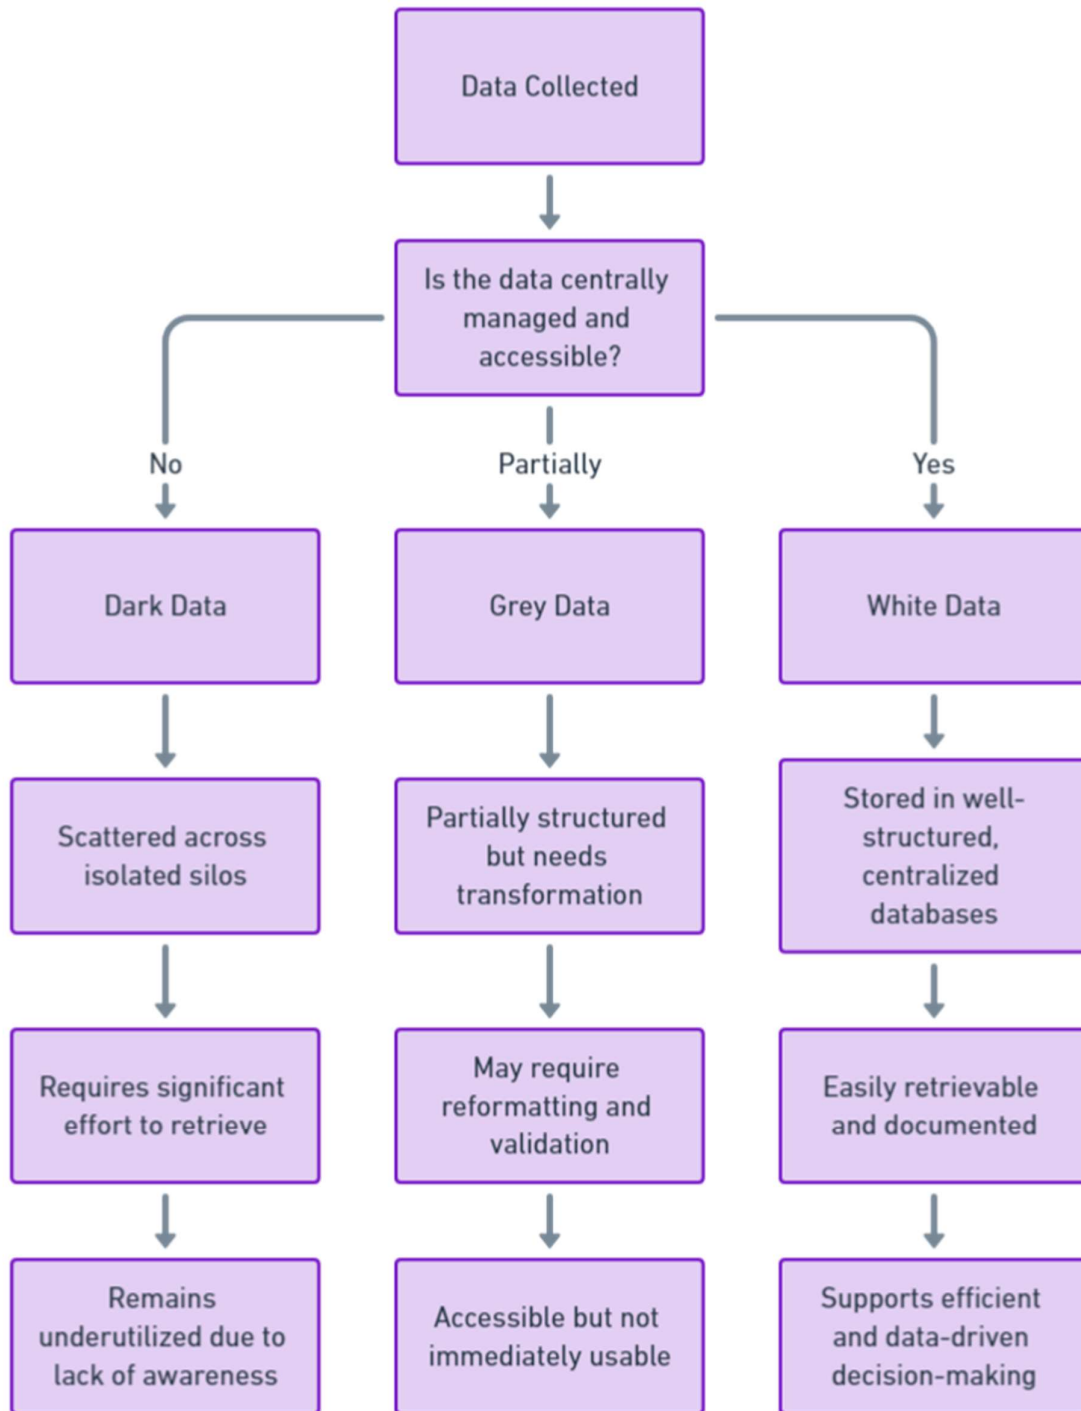 Data Collected
Is the data centrally
managed and
accessible?
No
Partially
Yes
Dark Data
Grey Data
White Data
Scattered across
isolated silos
Partially structured
but needs
transformation
Stored in well-
structured,
centralized
databases
Requires significant
effort to retrieve
May require
reformatting and
validation
Easily retrievable
and documented
Remains
underutilized due to
lack of awareness
Accessible but not
immediately usable
Supports efficient
and data-driven
decision-making